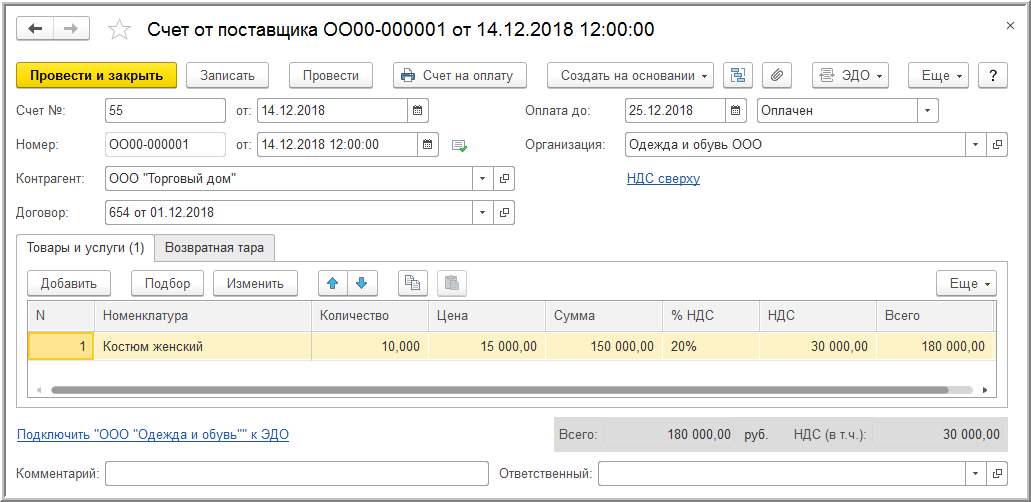 Счет от поставщика ОО00-000001 от 14.12.2018 12:00:00
Провести и закрыть Записать Провести Счет на оплату Создать на основании ЭДО Еще ?
Счет №: 55 от: 14.12.2018 Оплата до: 25.12.2018 Оплачен
Номер: ОО00-000001 от: 14.12.2018 12:00:00 Организация: Одежда и обувь ООО
Контрагент: ООО "Торговый дом" НДС сверху
Договор: 654 от 01.12.2018
Товары и услуги (1) Возвратная тара
Добавить Подбор Изменить Еще
N Номенклатура Количество Цена Сумма % НДС НДС Всего
1 Костюм женский 10,000 15 000,00 150 000,00 20% 30 000,00 180 000,00
Подключить "ООО "Одежда и обувь"" к ЭДО Всего: 180 000,00 руб. НДС (в т.ч.): 30 000,00
Комментарий: Ответственный: